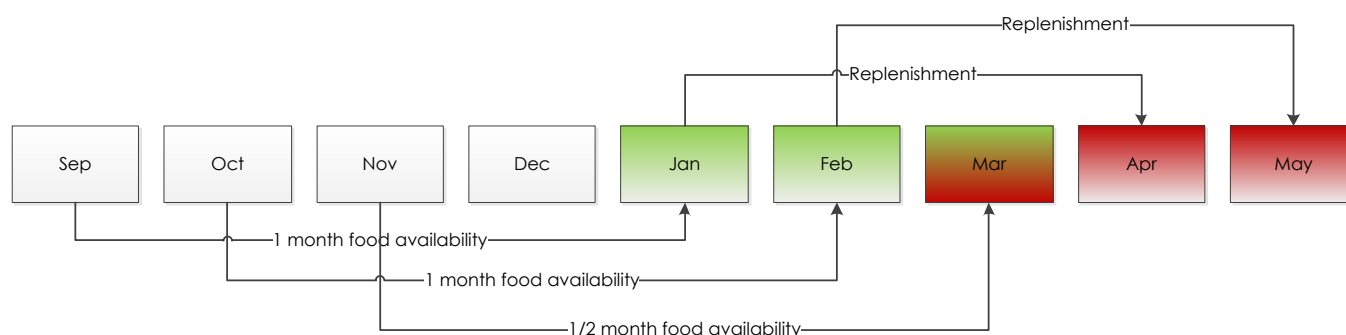 Replenishment
Replenishment
Sep Oct Nov Dec Jan Feb Mar Apr May
1 month food availability
1 month food availability
1/2 month food availability